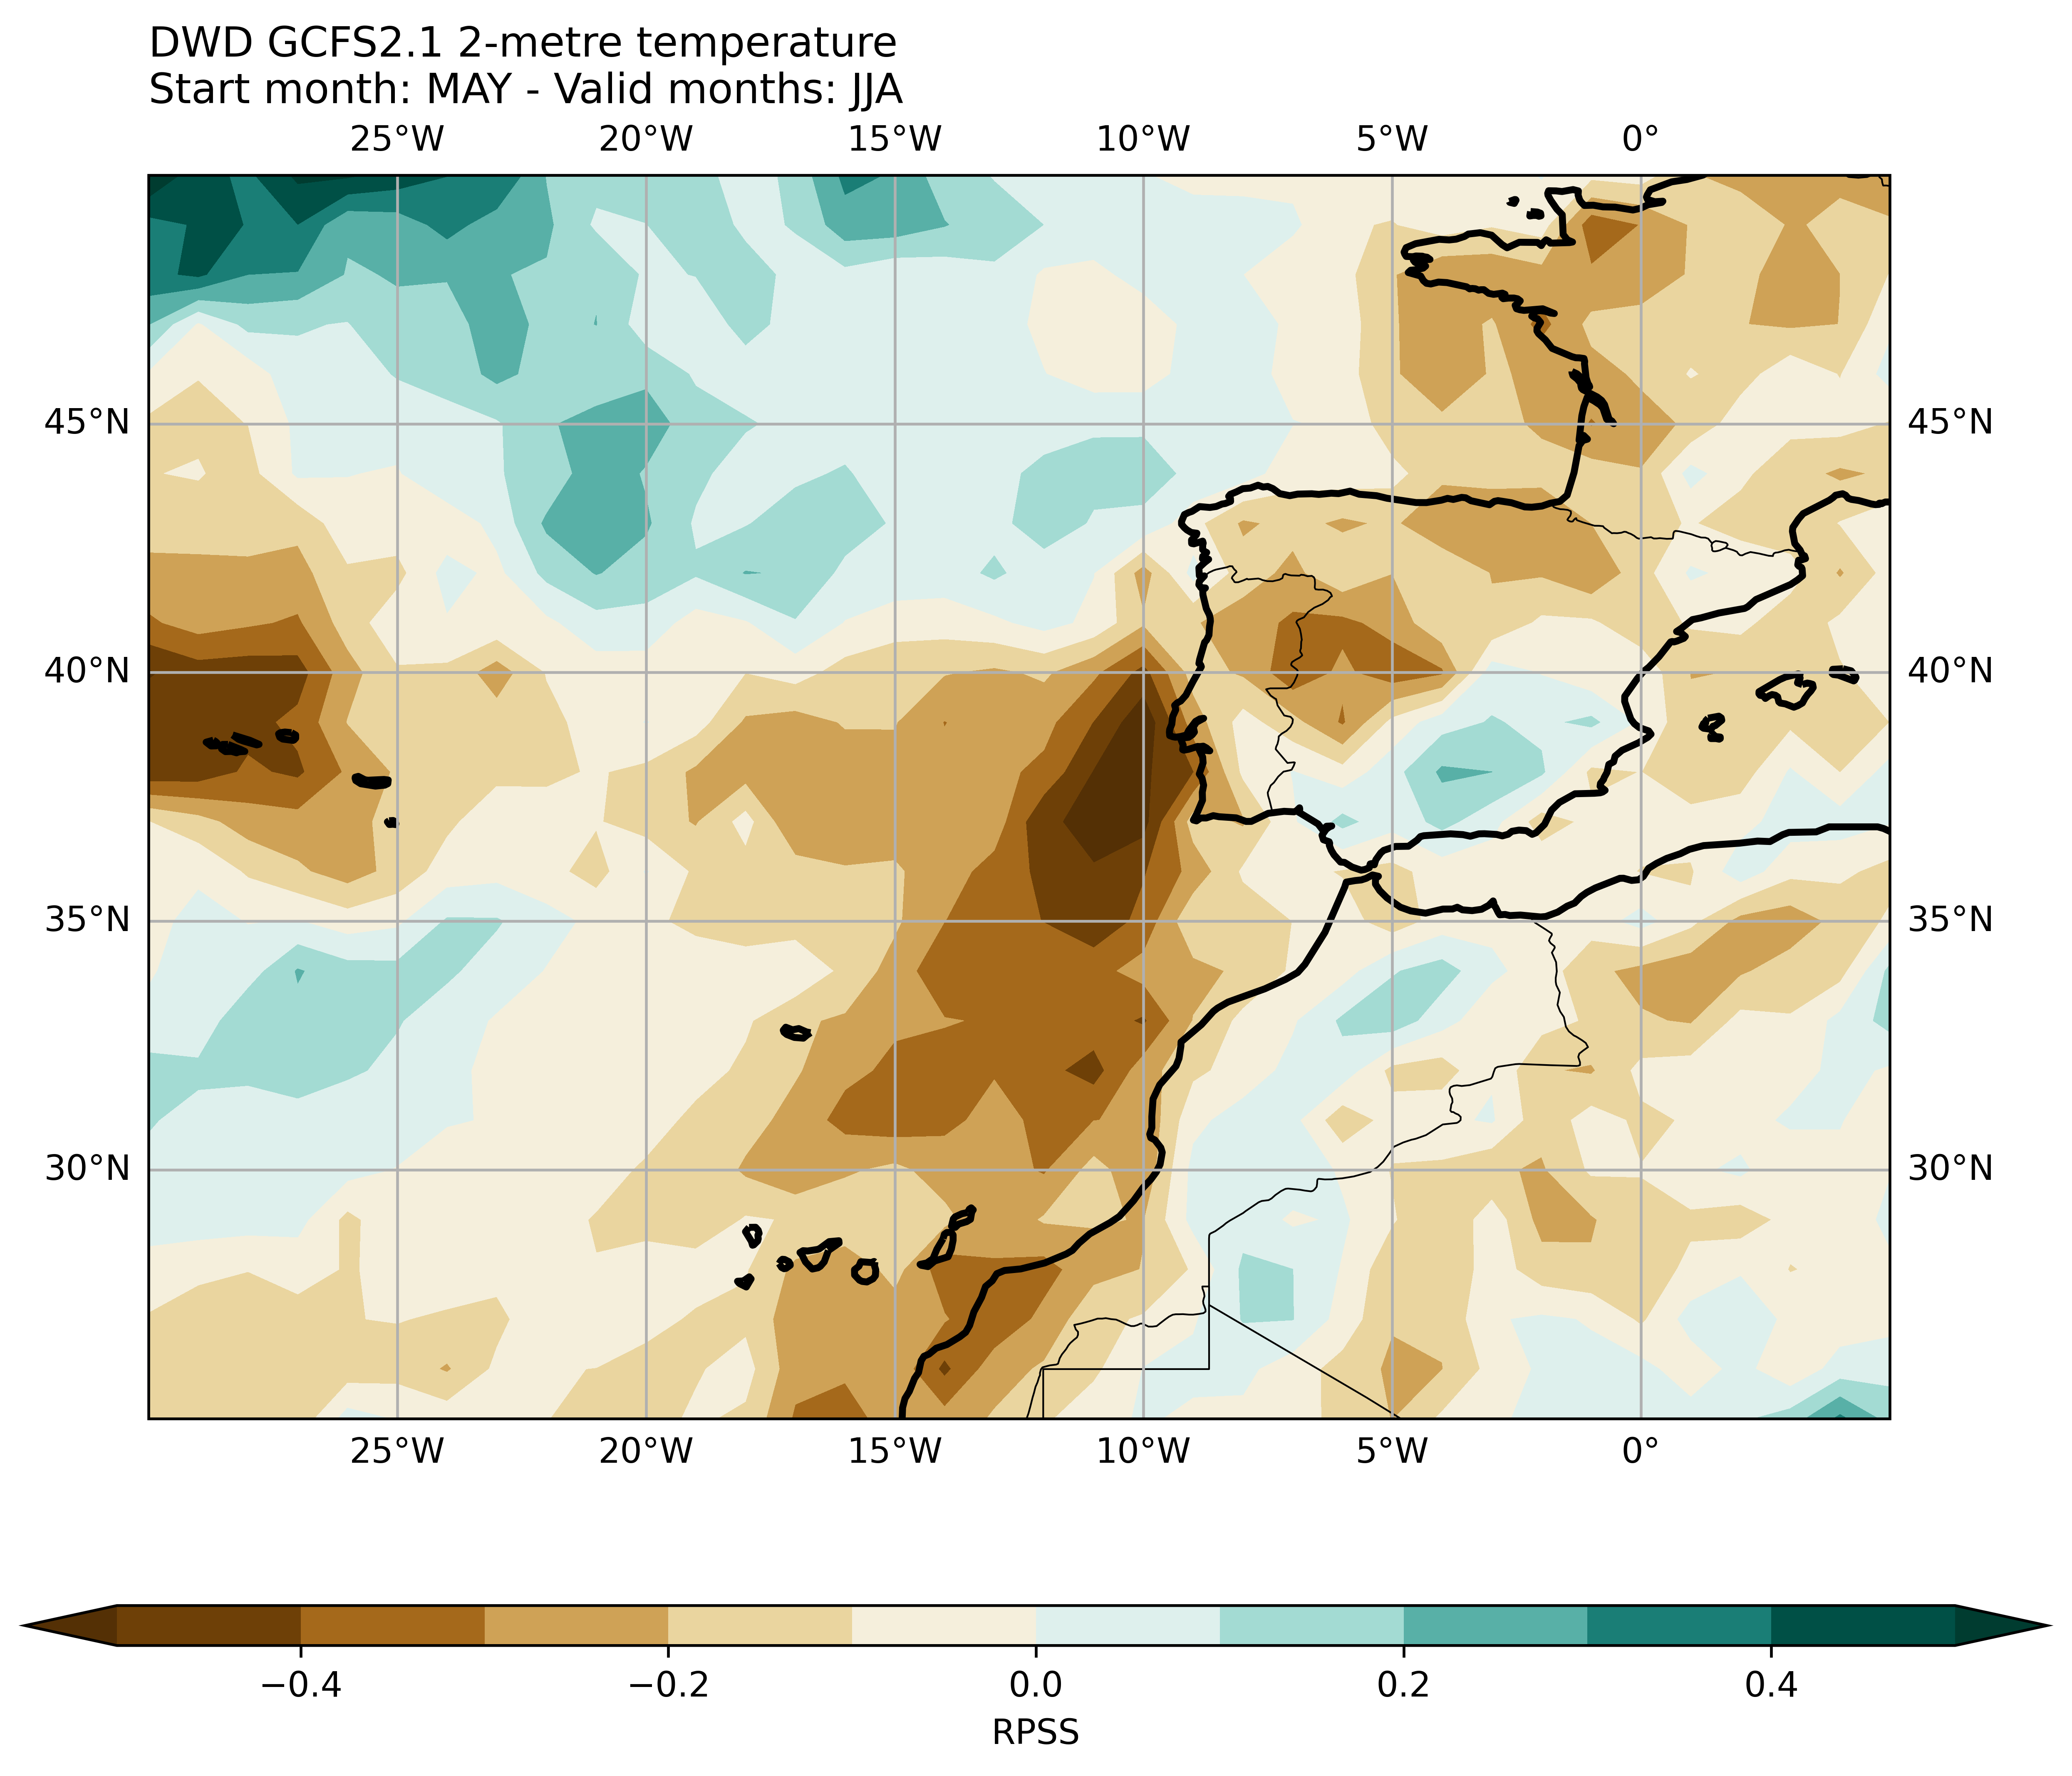 DWD GCFS2.1 2-metre temperature
Start month: MAY - Valid months: JJA
25°W 20°W 15°W 10°W 5°W 0°
45°N 45°N
40°N 40°N
35°N 35°N
30°N 30°N
25°W 20°W 15°W 10°W 5°W 0°
−0.4 −0.2 0.0 0.2 0.4
RPSS